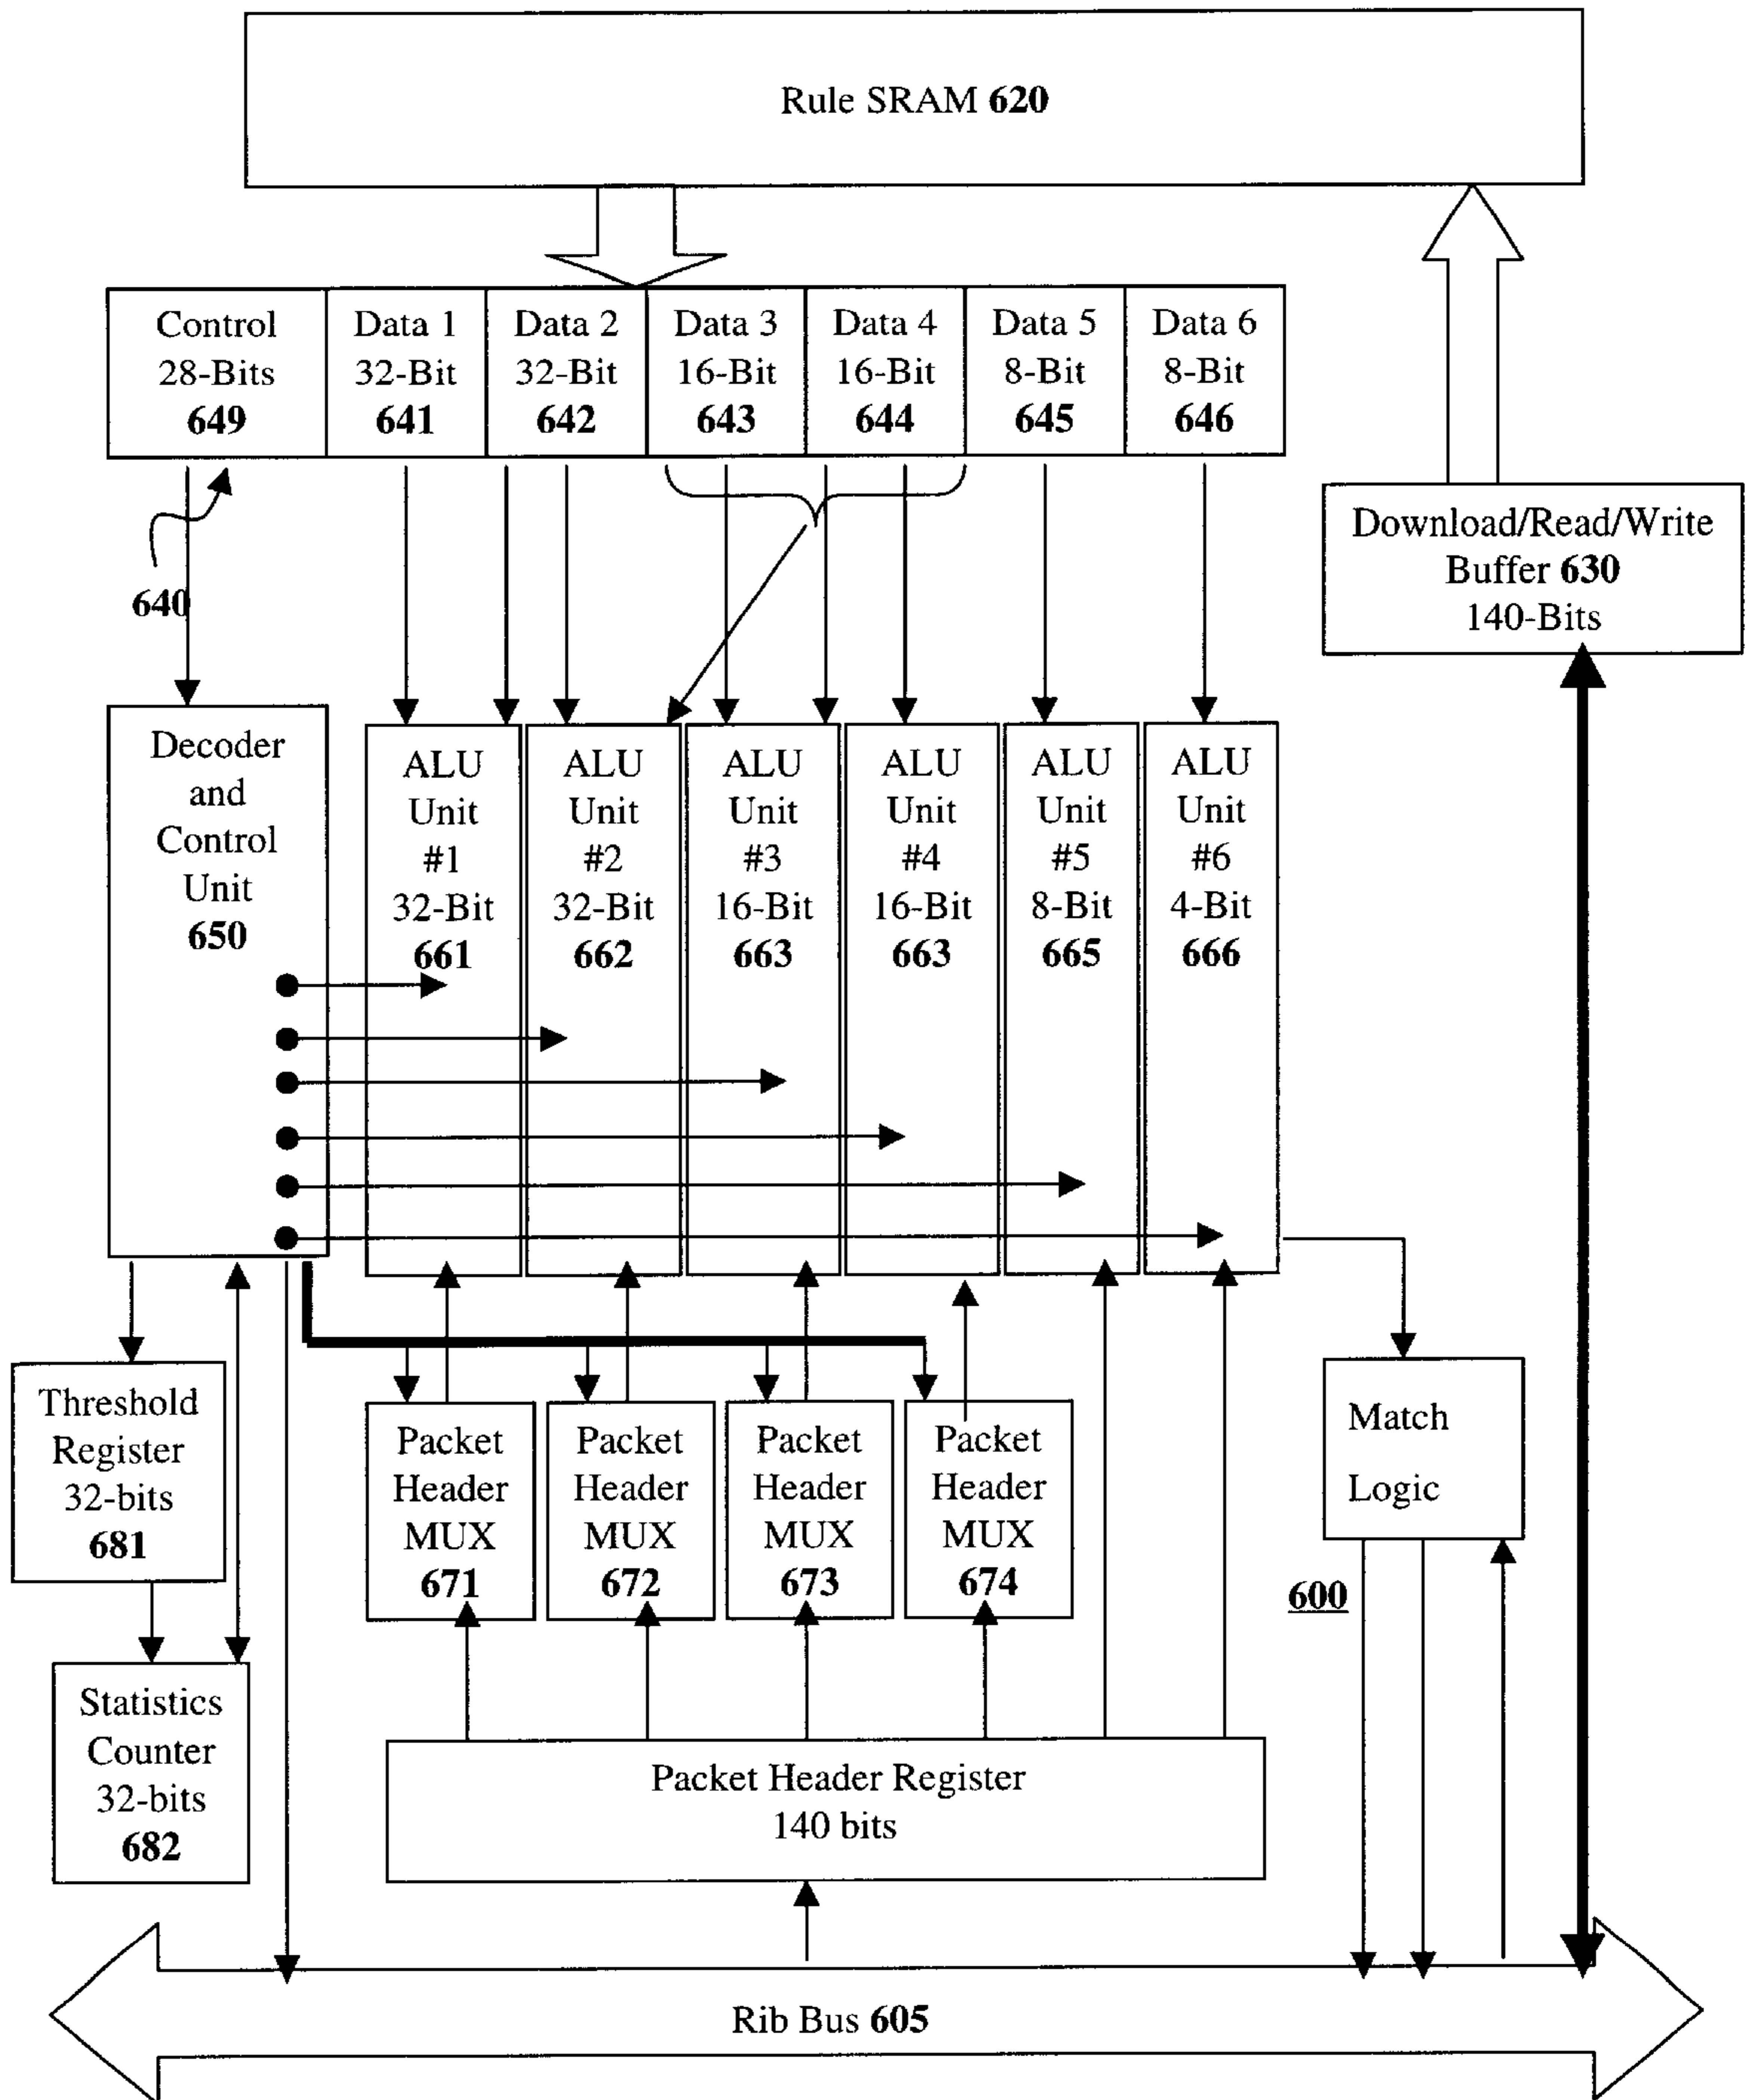 Rule SRAM 620
Control
28-Bits
649
Data 1
32-Bit
641
Data 2
32-Bit
642
Data 3
16-Bit
643
Data 4
16-Bit
644
Data 5
8-Bit
645
Data 6
8-Bit
646
640
Download/Read/Write
Buffer 630
140-Bits
Decoder
and
Control
Unit
650
ALU
Unit
#1
32-Bit
661
ALU
Unit
#2
32-Bit
662
ALU
Unit
#3
16-Bit
663
ALU
Unit
#4
16-Bit
663
ALU
Unit
#5
8-Bit
665
ALU
Unit
#6
4-Bit
666
Threshold
Register
32-bits
681
Packet
Header
MUX
671
Packet
Header
MUX
672
Packet
Header
MUX
673
Packet
Header
MUX
674
Match
Logic
600
Statistics
Counter
32-bits
682
Packet Header Register
140 bits
Rib Bus 605